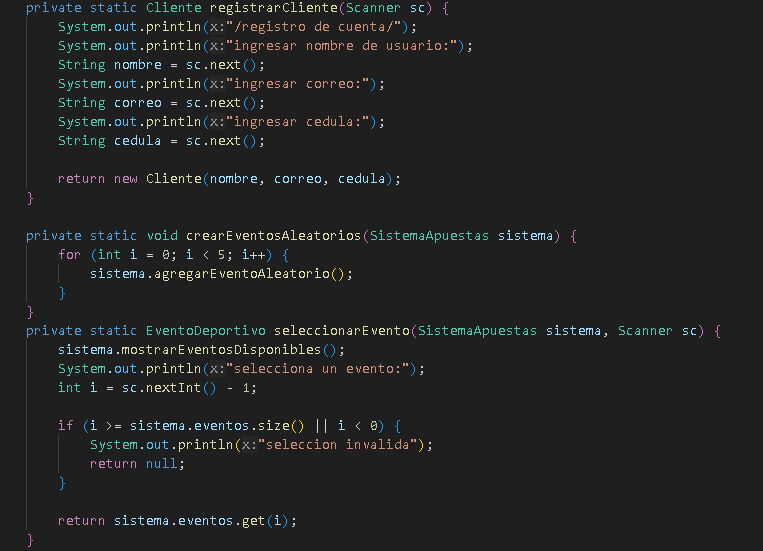 private static Cliente registrarCliente(Scanner sc) {
System.out.println(x:"/registro de cuenta/");
System.out.println(x:"ingresar nombre de usuario:");
String nombre = sc.next();
System.out.println(x:"ingresar correo:");
String correo = sc.next();
System.out.println(x:"ingresar cedula:");
String cedula = sc.next();
return new Cliente(nombre, correo, cedula);
}
private static void crearEventosAleatorios(SistemaApuestas sistema) {
for (int i = 0; i < 5; i++) {
sistema.agregarEventoAleatorio();
}
}
private static EventoDeportivo seleccionarEvento(SistemaApuestas sistema, Scanner sc) {
sistema.mostrarEventosDisponibles();
System.out.println(x:"selecciona un evento:");
int i = sc.nextInt() - 1;
if (i >= sistema.eventos.size() || i < 0) {
System.out.println(x:"seleccion invalida");
return null;
}
return sistema.eventos.get(i);
}